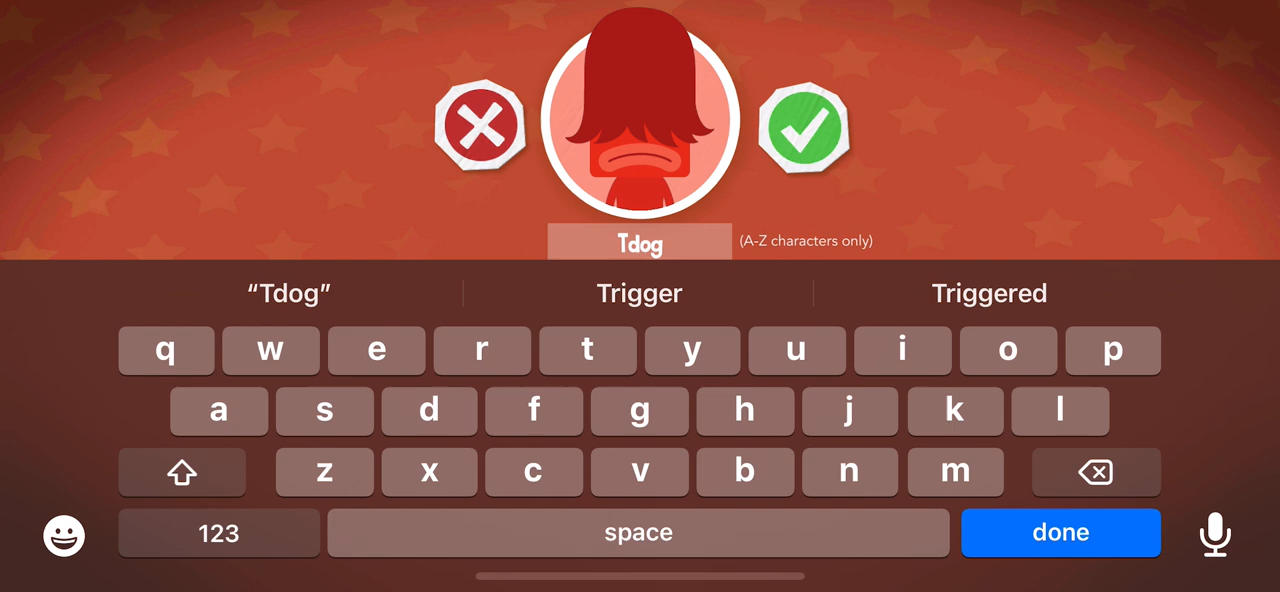 Tdog
(A-Z characters only)
“Tdog” Trigger Triggered
q w e r t y u i o p
a s d f g h j k l
z x c v b n m
123 space done